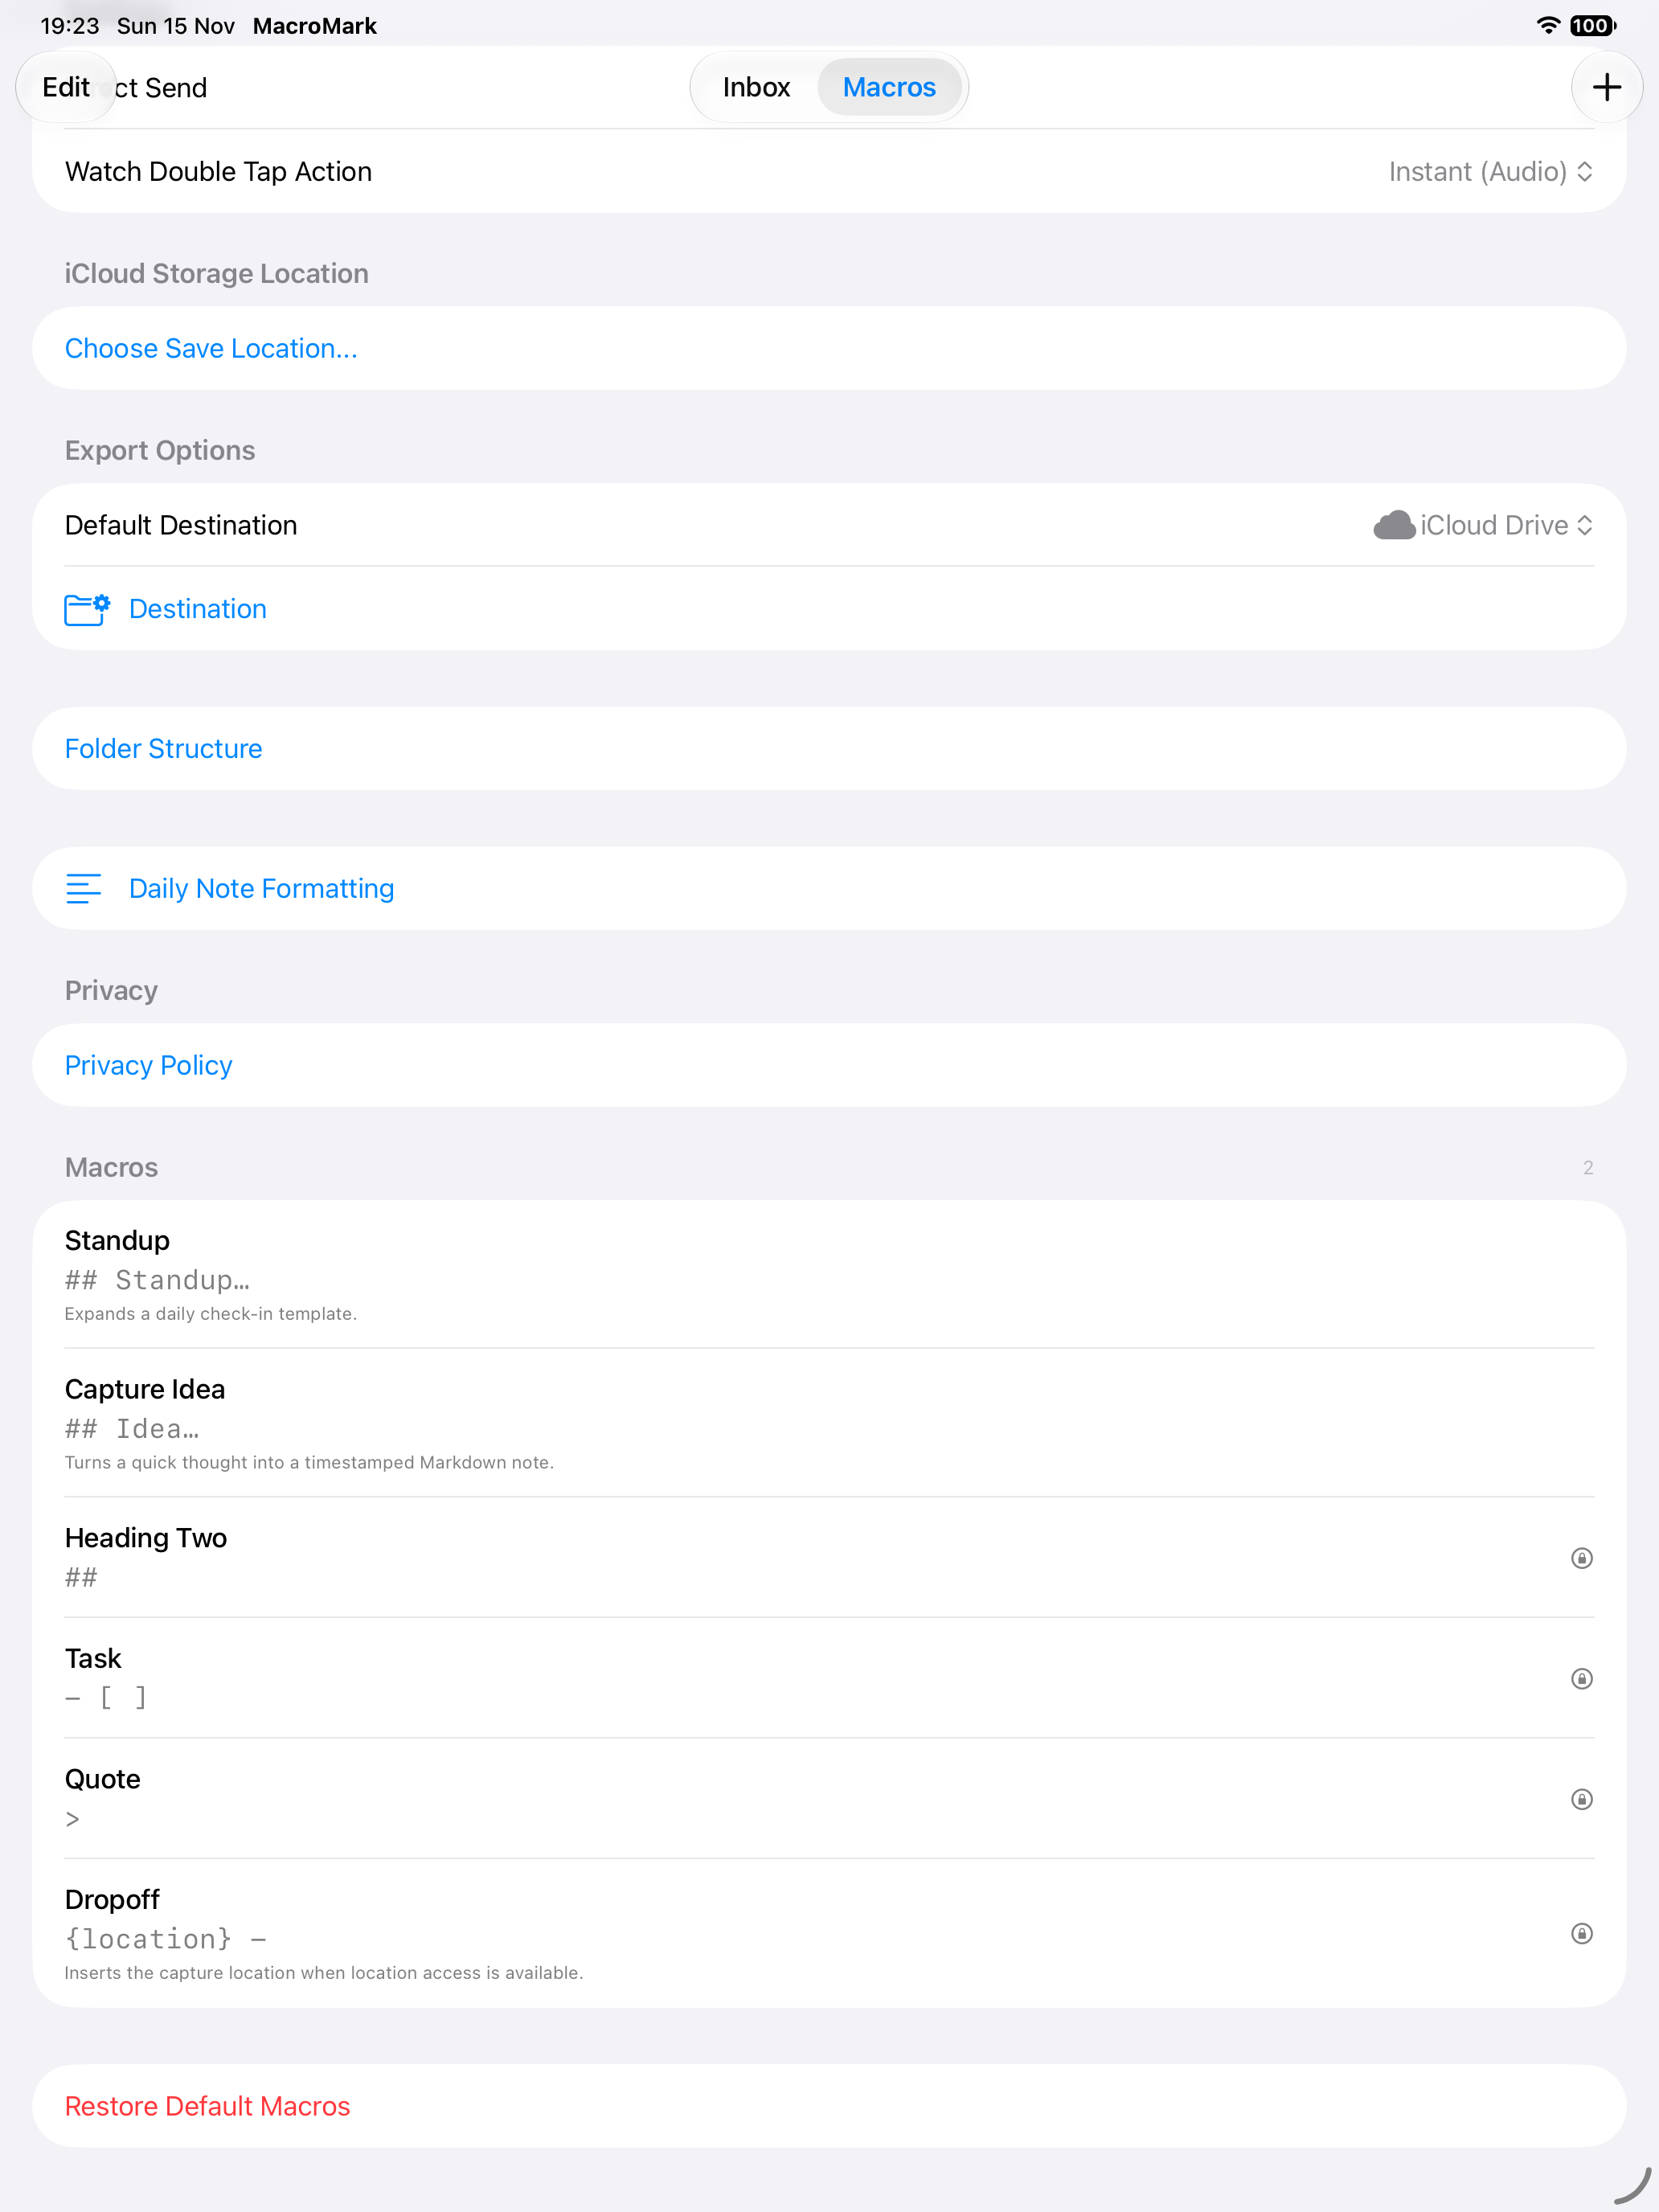 19:23 Sun 15 Nov MacroMark
100
Edit ct Send Inbox Macros
Watch Double Tap Action Instant (Audio)
iCloud Storage Location
Choose Save Location...
Export Options
Default Destination iCloud Drive
Destination
Folder Structure
Daily Note Formatting
Privacy
Privacy Policy
Macros 2
Standup
## Standup…
Expands a daily check-in template.
Capture Idea
## Idea…
Turns a quick thought into a timestamped Markdown note.
Heading Two
##
Task
- [ ]
Quote
>
Dropoff
{location} -
Inserts the capture location when location access is available.
Restore Default Macros